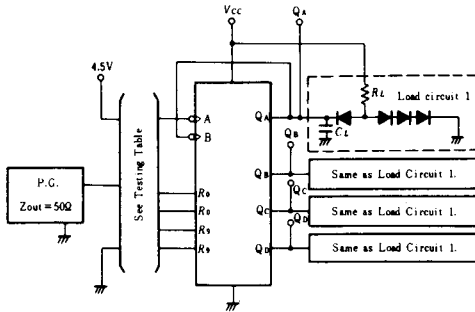 VCC
QA
4.5V
RL
Load circuit 1
A
QA
CL
B
QB
P.G.
Zout = 50Ω
See Testing Table
QB
Same as Load Circuit 1.
R0
QC
R0
QC
Same as Load Circuit 1.
R9
QD
R9
QD
Same as Load Circuit 1.